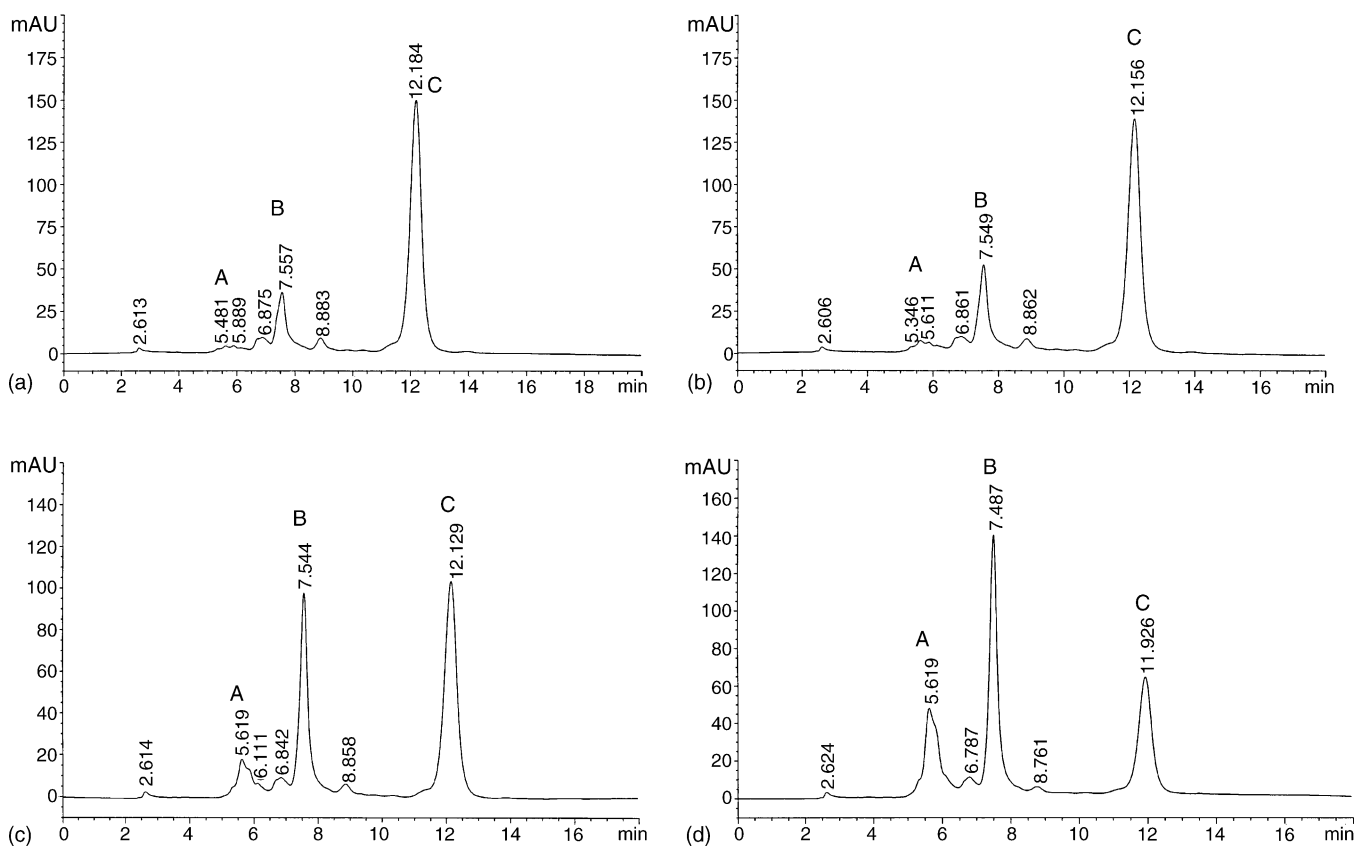 mAU
175
150
125
100
75
50
25
0
2.613
A
5.481
5.889
6.875
B
7.557
8.883
12.184
C
(a)
0 2 4 6 8 10 12 14 16 18 min
mAU
175
150
125
100
75
50
25
0
2.606
A
5.346
5.611
6.861
B
7.549
8.862
C
12.156
(b)
0 2 4 6 8 10 12 14 16 min
mAU
140
120
100
80
60
40
20
0
2.614
A
5.619
6.111
6.842
B
7.544
8.858
C
12.129
(c)
0 2 4 6 8 10 12 14 16 min
mAU
160
140
120
100
80
60
40
20
0
2.624
A
5.619
6.787
B
7.487
8.761
C
11.926
(d)
0 2 4 6 8 10 12 14 16 min